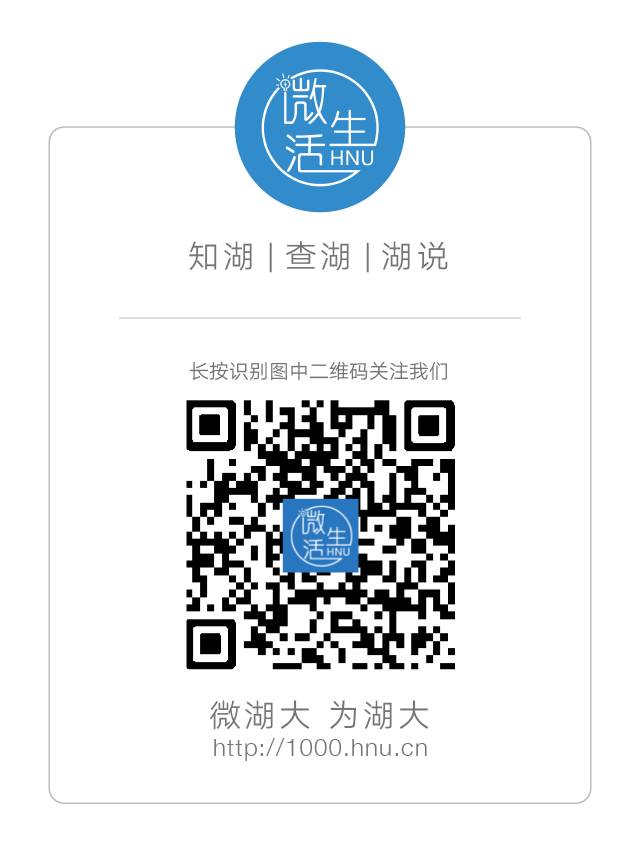 微生活
HNU
知湖 | 查湖 | 湖说
长按识别图中二维码关注我们
微生活
HNU
微湖大 为湖大
http://1000.hnu.cn